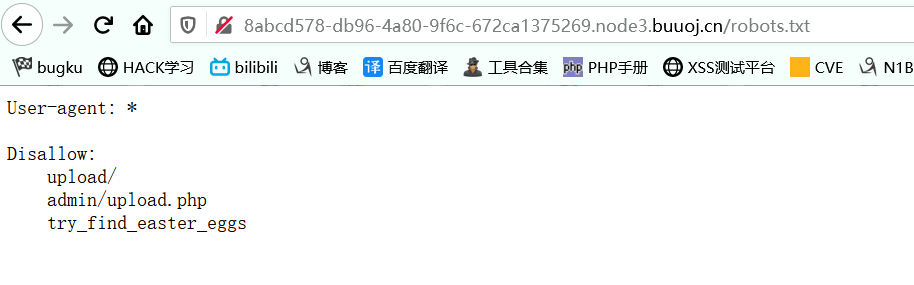 8abcd578-db96-4a80-9f6c-672ca1375269.node3.buuoj.cn/robots.txt
bugku HACK学习 bilibili 博客 译 百度翻译 工具合集 php PHP手册 XSS测试平台 CVE N1B
User-agent: *
Disallow:
upload/
admin/upload.php
try_find_easter_eggs